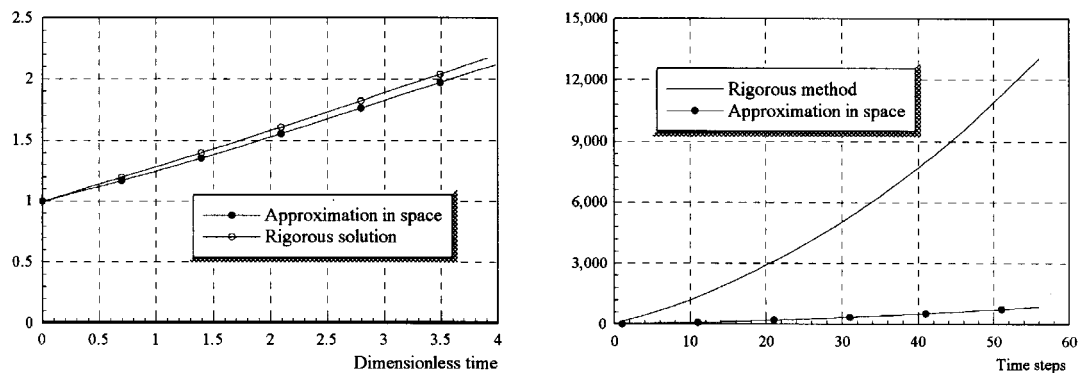 2.5
2
1.5
1
0.5
0
0 0.5 1 1.5 2 2.5 3 3.5 4
Approximation in space
Rigorous solution
Dimensionless time
15,000
12,000
9,000
6,000
3,000
0
0 10 20 30 40 50 60
Rigorous method
Approximation in space
Time steps